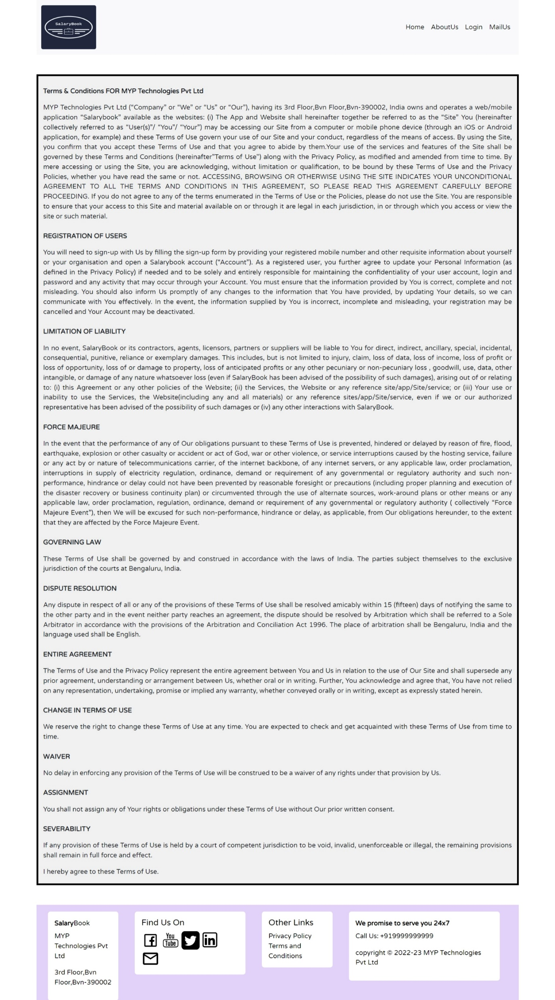 SalaryBook
Home AboutUs Login MailUs
Terms & Conditions FOR MYP Technologies Pvt Ltd
MYP Technologies Pvt Ltd (“Company” or “We” or “Us” or “Our”), having its 3rd Floor,Bvn Floor,Bvn-390002, India owns and operates a web/mobile
application “Salarybook” available as the websites: (i) The App and Website shall hereinafter together be referred to as the “Site” You (hereinafter
collectively referred to as “User(s)”/ “You”/ “Your”) may be accessing our Site from a computer or mobile phone device (through an iOS or Android
application, for example) and these Terms of Use govern your use of our Site and your conduct, regardless of the means of access. By using the Site,
you confirm that you accept these Terms of Use and that you agree to abide by them.Your use of the services and features of the Site shall be
governed by these Terms and Conditions (hereinafter"Terms of Use") along with the Privacy Policy, as modified and amended from time to time. By
mere accessing or using the Site, you are acknowledging, without limitation or qualification, to be bound by these Terms of Use and the Privacy
Policies, whether you have read the same or not. ACCESSING, BROWSING OR OTHERWISE USING THE SITE INDICATES YOUR UNCONDITIONAL
AGREEMENT TO ALL THE TERMS AND CONDITIONS IN THIS AGREEMENT, SO PLEASE READ THIS AGREEMENT CAREFULLY BEFORE
PROCEEDING. If you do not agree to any of the terms enumerated in the Terms of Use or the Policies, please do not use the Site. You are responsible
to ensure that your access to this Site and material available on or through it are legal in each jurisdiction, in or through which you access or view the
site or such material.
REGISTRATION OF USERS
You will need to sign-up with Us by filling the sign-up form by providing your registered mobile number and other requisite information about yourself
or your organisation and open a Salarybook account (“Account”). As a registered user, you further agree to update your Personal Information (as
defined in the Privacy Policy) if needed and to be solely and entirely responsible for maintaining the confidentiality of your user account, login and
password and any activity that may occur through your Account. You must ensure that the information provided by You is correct, complete and not
misleading. You should also inform Us promptly of any changes to the information that You have provided, by updating Your details, so we can
communicate with You effectively. In the event, the information supplied by You is incorrect, incomplete and misleading, your registration may be
cancelled and Your Account may be deactivated.
LIMITATION OF LIABILITY
In no event, SalaryBook or its contractors, agents, licensors, partners or suppliers will be liable to You for direct, indirect, ancillary, special, incidental,
consequential, punitive, reliance or exemplary damages. This includes, but is not limited to injury, claim, loss of data, loss of income, loss of profit or
loss of opportunity, loss of or damage to property, loss of anticipated profits or any other pecuniary or non-pecuniary loss , goodwill, use, data, other
intangible, or damage of any nature whatsoever loss (even if SalaryBook has been advised of the possibility of such damages), arising out of or relating
to: (i) this Agreement or any other policies of the Website; (ii) the Services, the Website or any reference site/app/Site/service; or (iii) Your use or
inability to use the Services, the Website(including any and all materials) or any reference sites/app/Site/service, even if we or our authorized
representative has been advised of the possibility of such damages or (iv) any other interactions with SalaryBook.
FORCE MAJEURE
In the event that the performance of any of Our obligations pursuant to these Terms of Use is prevented, hindered or delayed by reason of fire, flood,
earthquake, explosion or other casualty or accident or act of God, war or other violence, or service interruptions caused by the hosting service, failure
or any act by or nature of telecommunications carrier, of the internet backbone, of any internet servers, or any applicable law, order proclamation,
interruptions in supply of electricity regulation, ordinance, demand or requirement of any governmental or regulatory authority and such non-
performance, hindrance or delay could not have been prevented by reasonable foresight or precautions (including proper planning and execution of
the disaster recovery or business continuity plan) or circumvented through the use of alternate sources, work-around plans or other means or any
applicable law, order proclamation, regulation, ordinance, demand or requirement of any governmental or regulatory authority ( collectively “Force
Majeure Event”), then We will be excused for such non-performance, hindrance or delay, as applicable, from Our obligations hereunder, to the extent
that they are affected by the Force Majeure Event.
GOVERNING LAW
These Terms of Use shall be governed by and construed in accordance with the laws of India. The parties subject themselves to the exclusive
jurisdiction of the courts at Bengaluru, India.
DISPUTE RESOLUTION
Any dispute in respect of all or any of the provisions of these Terms of Use shall be resolved amicably within 15 (fifteen) days of notifying the same to
the other party and in the event neither party reaches an agreement, the dispute should be resolved by Arbitration which shall be referred to a Sole
Arbitrator in accordance with the provisions of the Arbitration and Conciliation Act 1996. The place of arbitration shall be Bengaluru, India and the
language used shall be English.
ENTIRE AGREEMENT
The Terms of Use and the Privacy Policy represent the entire agreement between You and Us in relation to the use of Our Site and shall supersede any
prior agreement, understanding or arrangement between Us, whether oral or in writing. Further, You acknowledge and agree that, You have not relied
on any representation, undertaking, promise or implied any warranty, whether conveyed orally or in writing, except as expressly stated herein.
CHANGE IN TERMS OF USE
We reserve the right to change these Terms of Use at any time. You are expected to check and get acquainted with these Terms of Use from time to
time.
WAIVER
No delay in enforcing any provision of the Terms of Use will be construed to be a waiver of any rights under that provision by Us.
ASSIGNMENT
You shall not assign any of Your rights or obligations under these Terms of Use without Our prior written consent.
SEVERABILITY
If any provision of these Terms of Use is held by a court of competent jurisdiction to be void, invalid, unenforceable or illegal, the remaining provisions
shall remain in full force and effect.
I hereby agree to these Terms of Use.
SalaryBook
MYP
Technologies Pvt
Ltd
3rd Floor,Bvn
Floor,Bvn-390002
Find Us On
You
Tube
in
Other Links
Privacy Policy
Terms and
Conditions
We promise to serve you 24x7
Call Us: +919999999999
copyright © 2022-23 MYP Technologies
Pvt Ltd